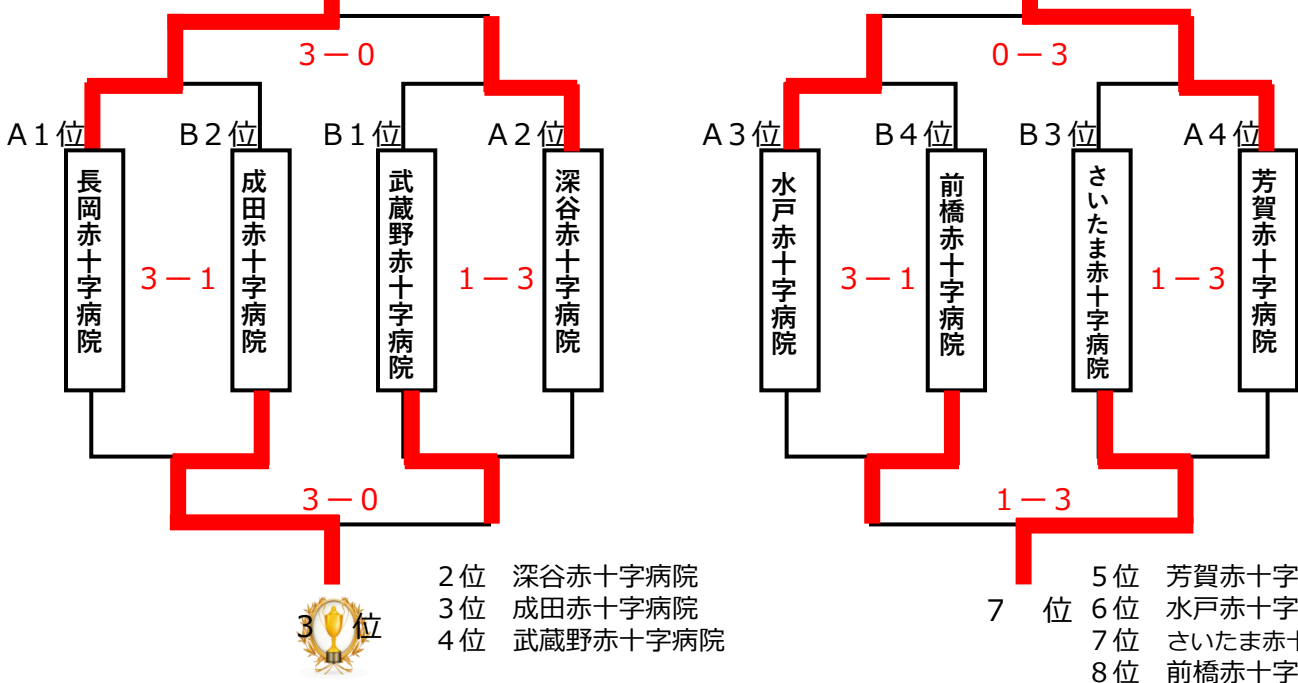 3－0
0－3
A1位
B2位
B1位
A2位
A3位
B4位
B3位
A4位
長岡赤十字病院
3－1
成田赤十字病院
武蔵野赤十字病院
1－3
深谷赤十字病院
水戸赤十字病院
3－1
前橋赤十字病院
さいたま赤十字病院
1－3
芳賀赤十字病院
3－0
1－3
3 位
2位 深谷赤十字病院
3位 成田赤十字病院
4位 武蔵野赤十字病院
7 位
5位 芳賀赤十字
6位 水戸赤十字
7位 さいたま赤十
8位 前橋赤十字